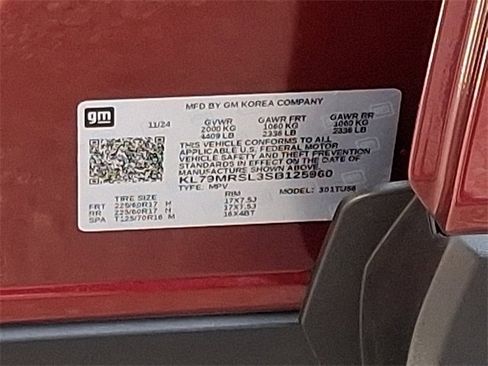 gm
MFD BY GM KOREA COMPANY
11/24 GVWR GAWR FRT GAWR RR
2000 KG 1060 KG 1060 KG
4409 LB 2336 LB 2336 LB
THIS VEHICLE CONFORMS TO ALL
APPLICABLE U.S. FEDERAL MOTOR
VEHICLE SAFETY AND THEFT PREVENTION
STANDARDS IN EFFECT ON THE DATE OF
MANUFACTURE SHOWN ABOVE.
KL79MRSL3SB125960
TYPE: MPV MODEL: 301TU56
TIRE SIZE RIM
FRT 225/60R17 H 17X7.5J
RR 225/60R17 H 17X7.5J
SPA T125/70R16 M 16X4BT